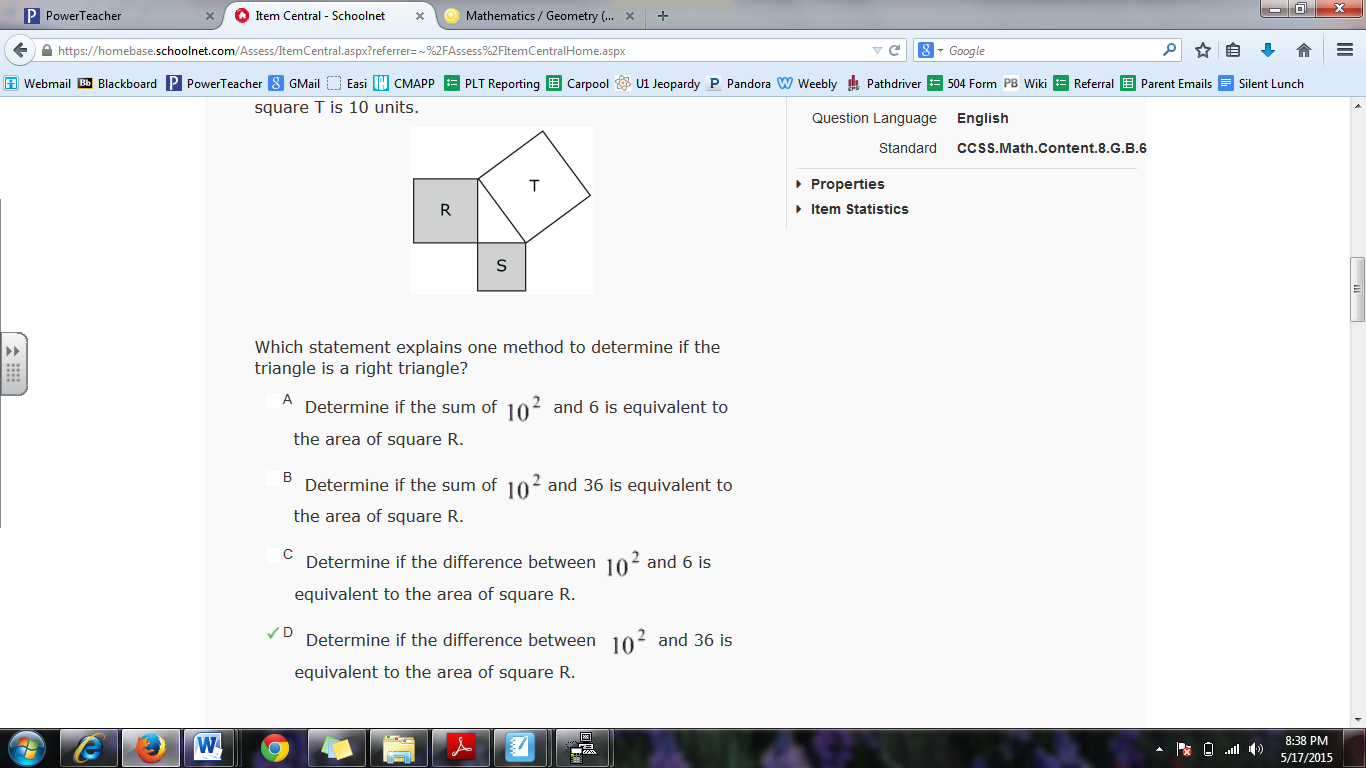 PowerTeacher
Item Central - Schoolnet
Mathematics / Geometry (...
https://homebase.schoolnet.com/Assess/ItemCentral.aspx?referrer=~%2FAssess%2FItemCentralHome.aspx
Google
Webmail Bb Blackboard PowerTeacher GMail Easi CMAPP PLT Reporting Carpool U1 Jeopardy Pandora Weebly Pathdriver 504 Form PB Wiki Referral Parent Emails Silent Lunch
square T is 10 units.
Question Language English
Standard CCSS.Math.Content.8.G.B.6
Properties
Item Statistics
T
R
S
Which statement explains one method to determine if the
triangle is a right triangle?
A Determine if the sum of 10² and 6 is equivalent to
the area of square R.
B Determine if the sum of 10² and 36 is equivalent to
the area of square R.
C Determine if the difference between 10² and 6 is
equivalent to the area of square R.
✓ D Determine if the difference between 10² and 36 is
equivalent to the area of square R.
8:38 PM
5/17/2015